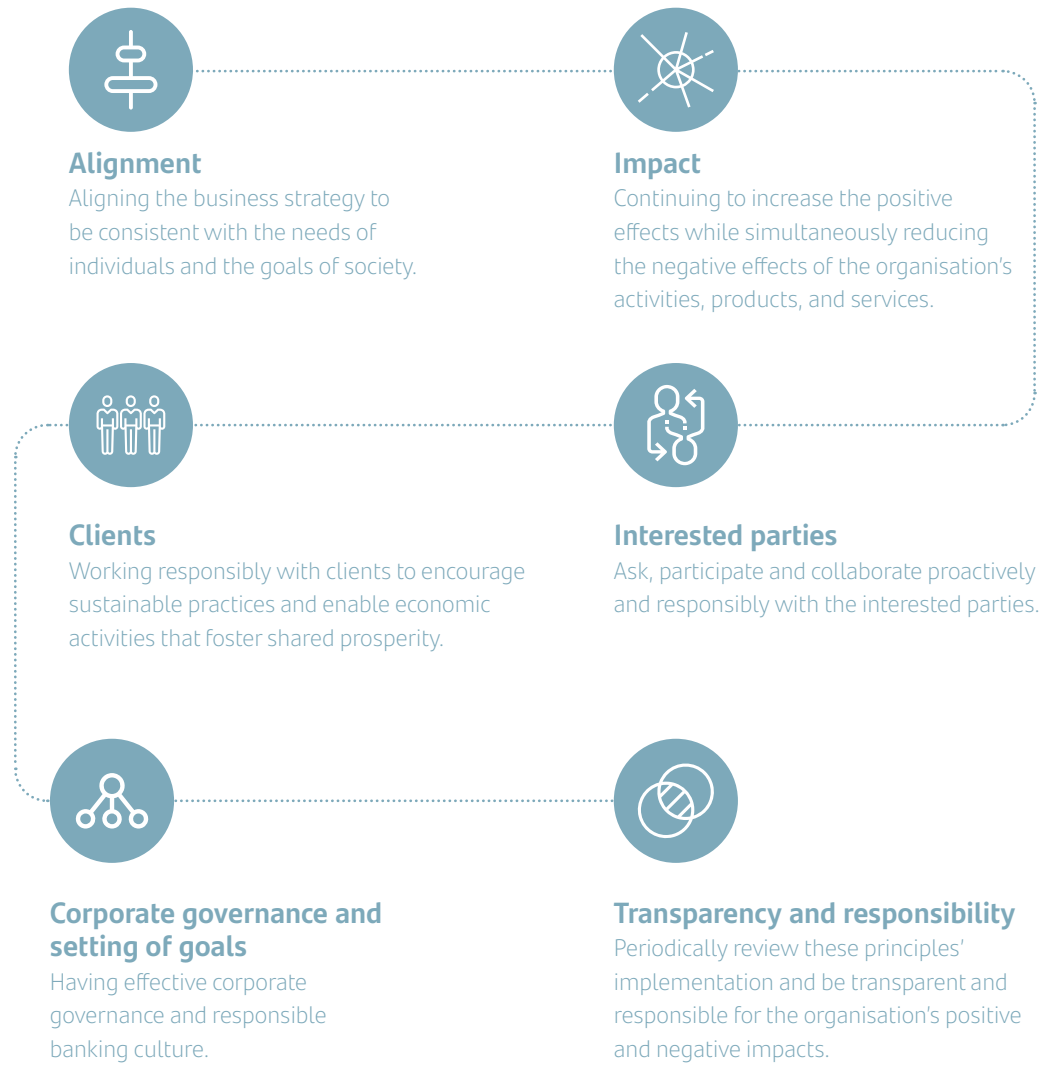 Alignment
Aligning the business strategy to
be consistent with the needs of
individuals and the goals of society.
Impact
Continuing to increase the positive
effects while simultaneously reducing
the negative effects of the organisation's
activities, products, and services.
Clients
Working responsibly with clients to encourage
sustainable practices and enable economic
activities that foster shared prosperity.
Interested parties
Ask, participate and collaborate proactively
and responsibly with the interested parties.
Corporate governance and
setting of goals
Having effective corporate
governance and responsible
banking culture.
Transparency and responsibility
Periodically review these principles'
implementation and be transparent and
responsible for the organisation's positive
and negative impacts.